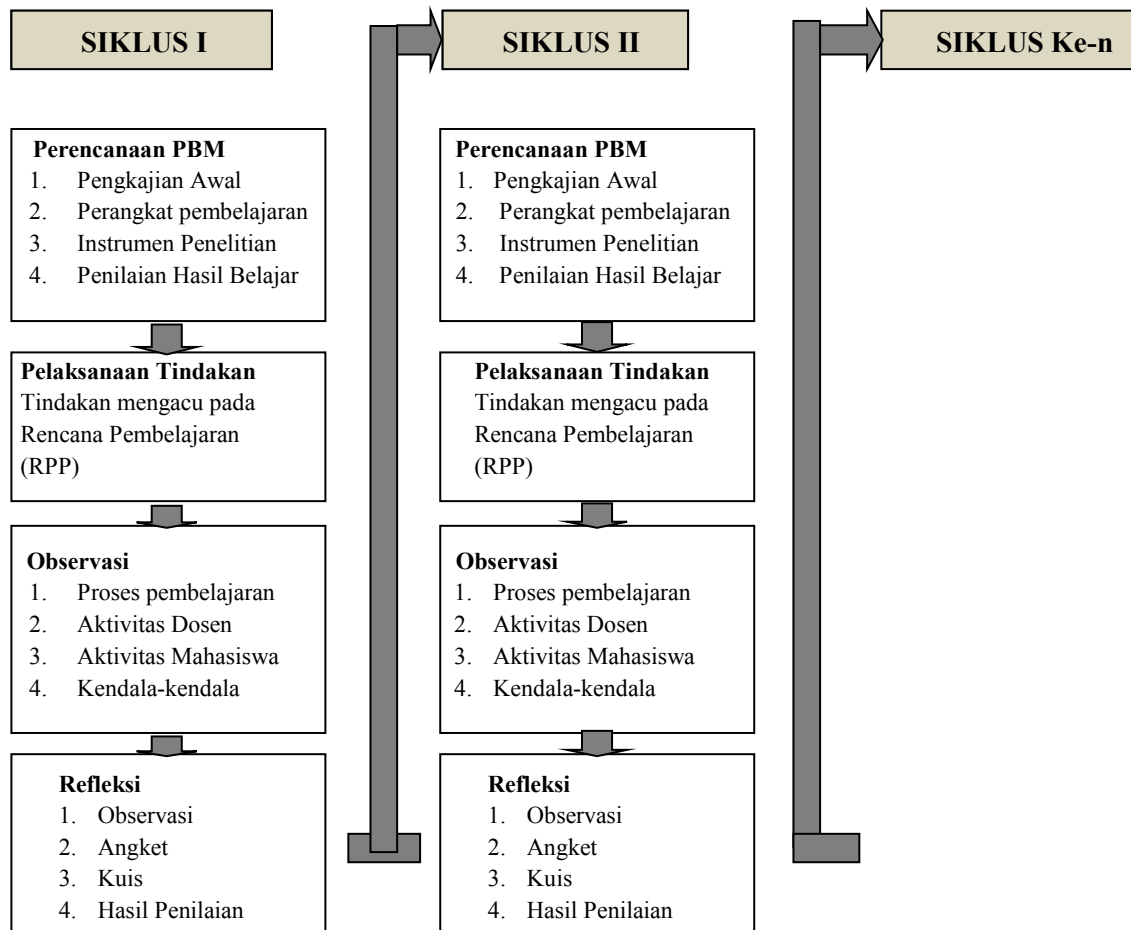 SIKLUS I
SIKLUS II
SIKLUS Ke-n
Perencanaan PBM
1. Pengkajian Awal
2. Perangkat pembelajaran
3. Instrumen Penelitian
4. Penilaian Hasil Belajar
Pelaksanaan Tindakan
Tindakan mengacu pada
Rencana Pembelajaran
(RPP)
Observasi
1. Proses pembelajaran
2. Aktivitas Dosen
3. Aktivitas Mahasiswa
4. Kendala-kendala
Refleksi
1. Observasi
2. Angket
3. Kuis
4. Hasil Penilaian
Perencanaan PBM
1. Pengkajian Awal
2. Perangkat pembelajaran
3. Instrumen Penelitian
4. Penilaian Hasil Belajar
Pelaksanaan Tindakan
Tindakan mengacu pada
Rencana Pembelajaran
(RPP)
Observasi
1. Proses pembelajaran
2. Aktivitas Dosen
3. Aktivitas Mahasiswa
4. Kendala-kendala
Refleksi
1. Observasi
2. Angket
3. Kuis
4. Hasil Penilaian